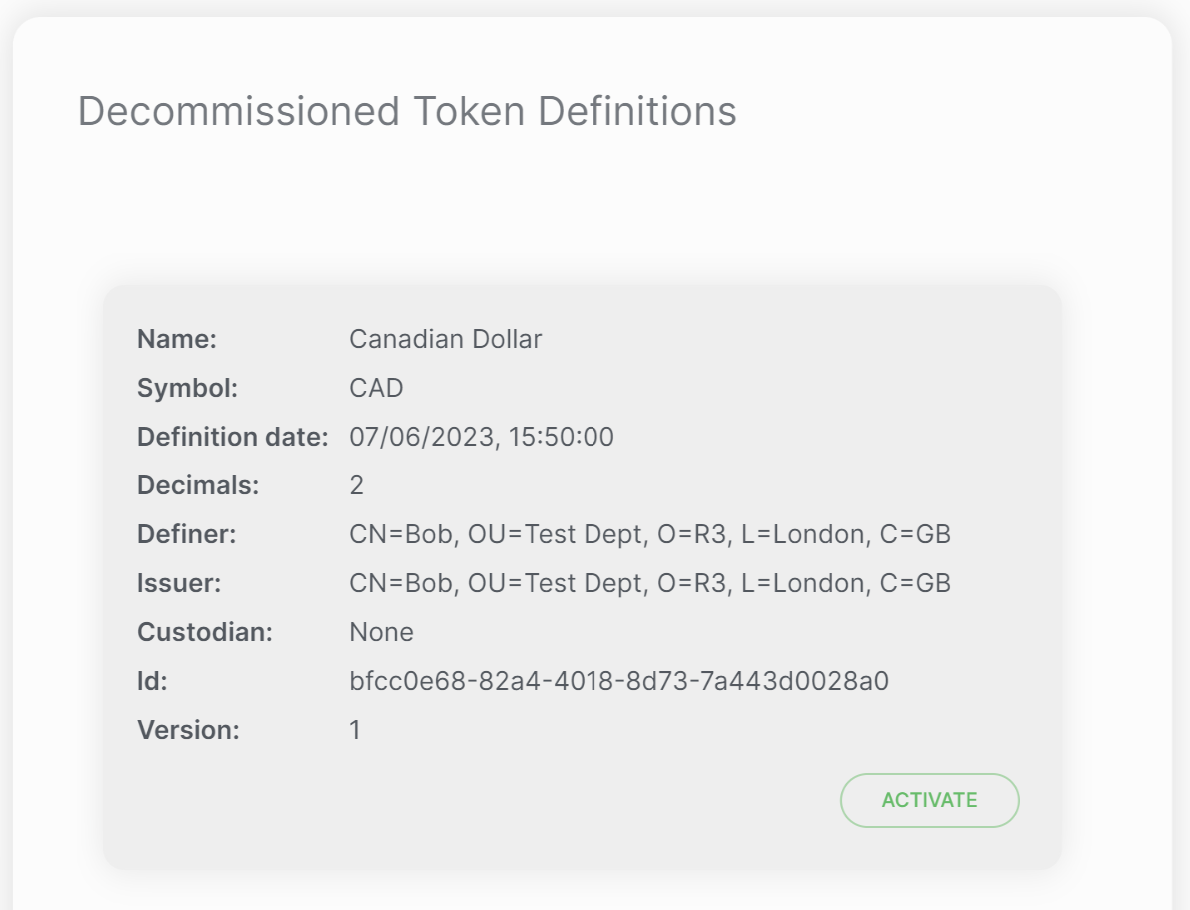 Decommissioned Token Definitions
Name: Canadian Dollar
Symbol: CAD
Definition date: 07/06/2023, 15:50:00
Decimals: 2
Definer: CN=Bob, OU=Test Dept, O=R3, L=London, C=GB
Issuer: CN=Bob, OU=Test Dept, O=R3, L=London, C=GB
Custodian: None
Id: bfcc0e68-82a4-4018-8d73-7a443d0028a0
Version: 1
ACTIVATE